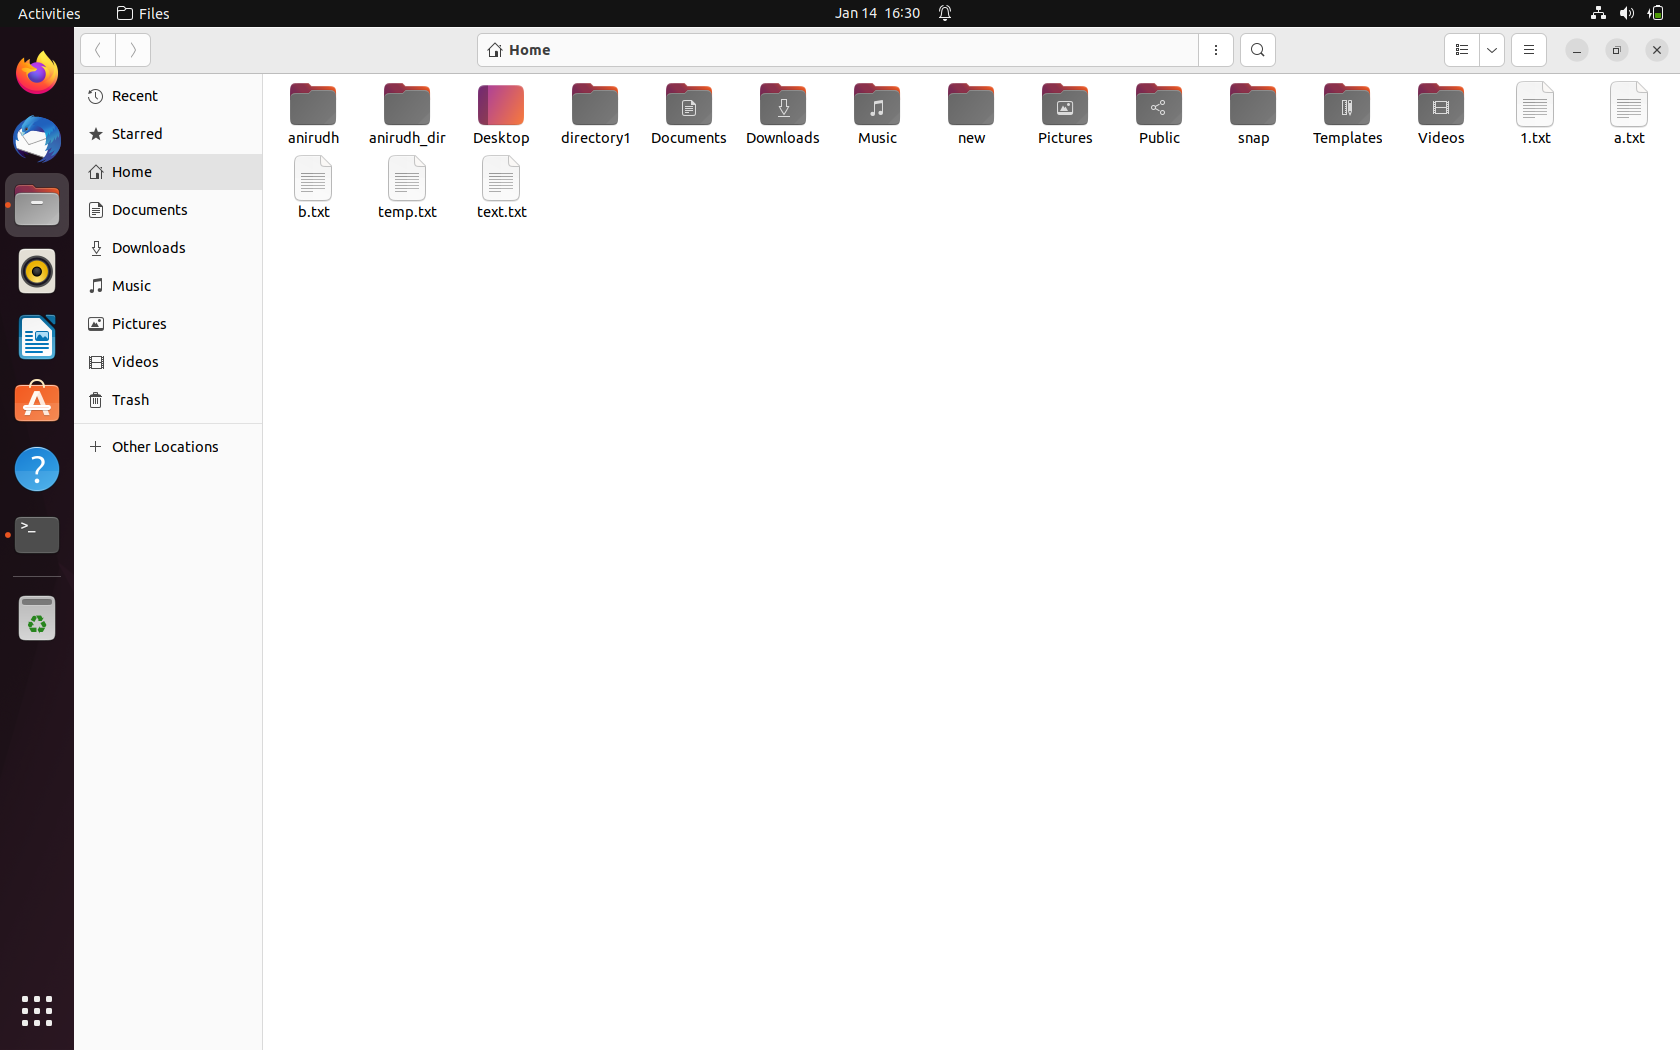 Activities Files Jan 14 16:30
Home
Recent
Starred
Home
Documents
Downloads
Music
Pictures
Videos
Trash
Other Locations
anirudh anirudh_dir Desktop directory1 Documents Downloads Music new Pictures Public snap Templates Videos 1.txt a.txt
b.txt temp.txt text.txt